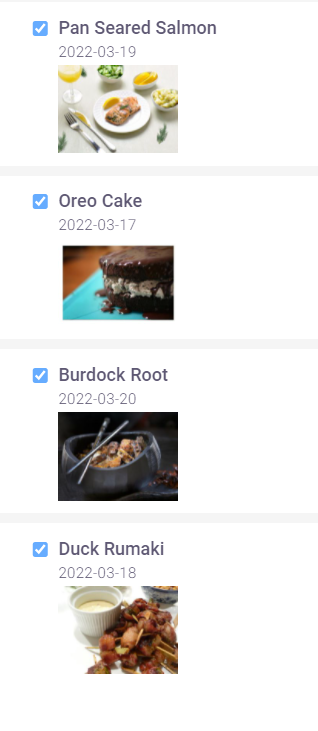 Pan Seared Salmon
2022-03-19
Oreo Cake
2022-03-17
Burdock Root
2022-03-20
Duck Rumaki
2022-03-18